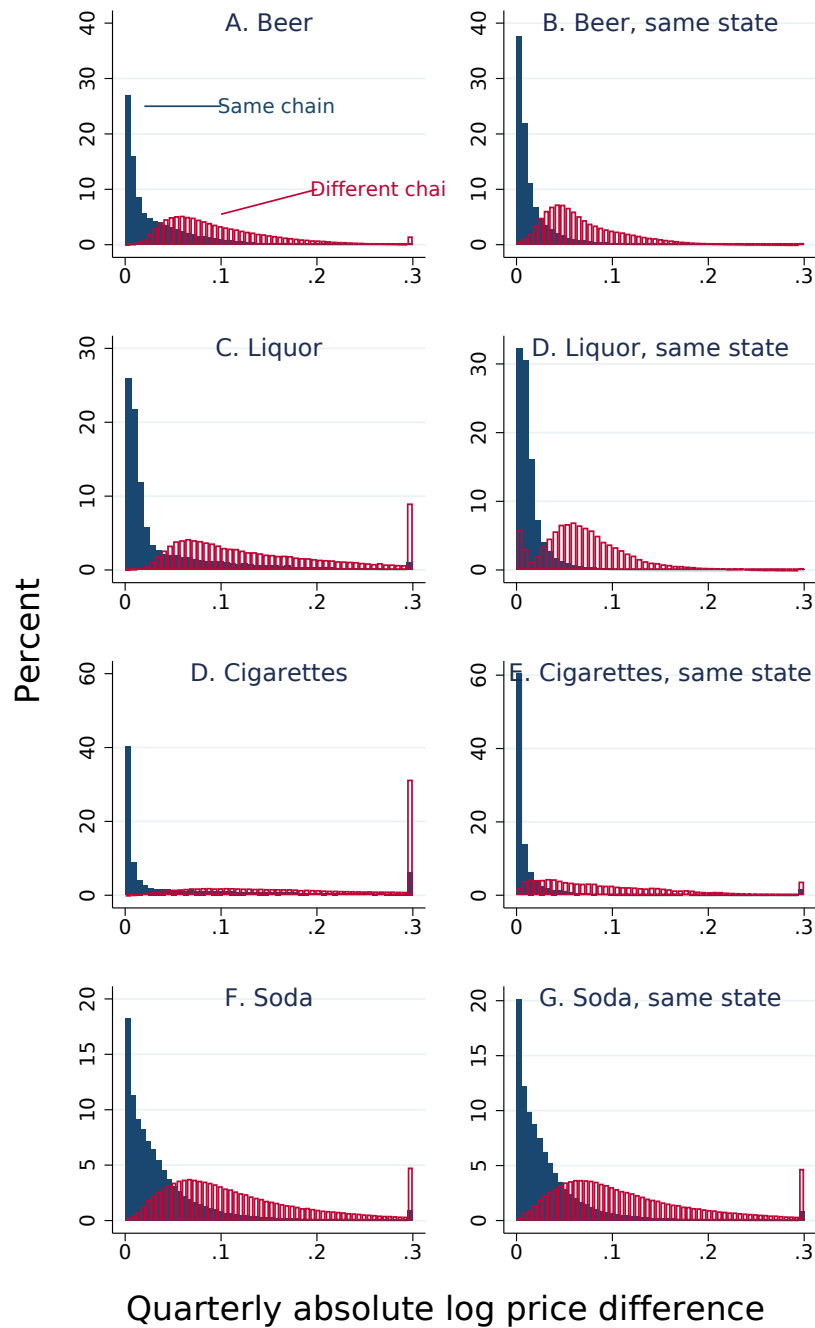 A. Beer
40
30
20
10
0
Same chain
Different chai
0 .1 .2 .3
B. Beer, same state
40
30
20
10
0
0 .1 .2 .3
C. Liquor
30
20
10
0
0 .1 .2 .3
D. Liquor, same state
30
20
10
0
0 .1 .2 .3
Percent
D. Cigarettes
60
40
20
0
0 .1 .2 .3
E. Cigarettes, same state
60
40
20
0
0 .1 .2 .3
F. Soda
20
15
10
5
0
0 .1 .2 .3
G. Soda, same state
20
15
10
5
0
0 .1 .2 .3
Quarterly absolute log price difference